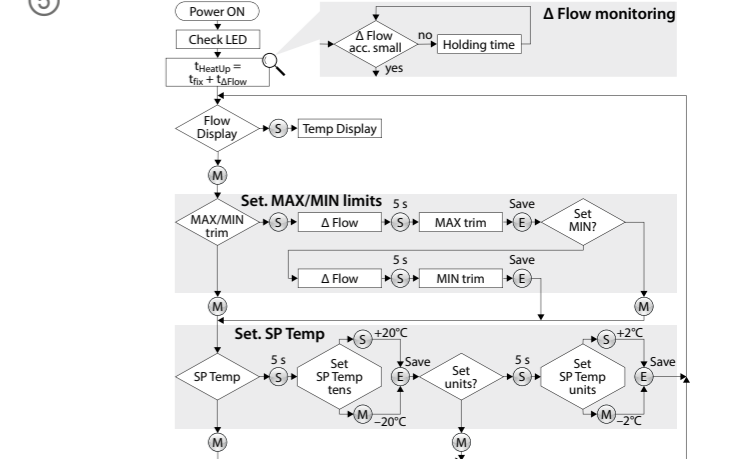 5
Power ON
Check LED
tHeatUp =
tfix + tΔFlow
Δ Flow monitoring
Δ Flow
acc. small
no
Holding time
yes
Flow
Display
S
Temp Display
M
Set. MAX/MIN limits
MAX/MIN
trim
S
Δ Flow
5 s
S
MAX trim
Save
E
Set
MIN?
Δ Flow
5 s
S
MIN trim
Save
E
M
M
Set. SP Temp
SP Temp
5 s
S
Set
SP Temp
tens
S
+20°C
M
–20°C
Save
E
Set
units?
5 s
S
Set
SP Temp
units
S
+2°C
M
–2°C
Save
E
M
M